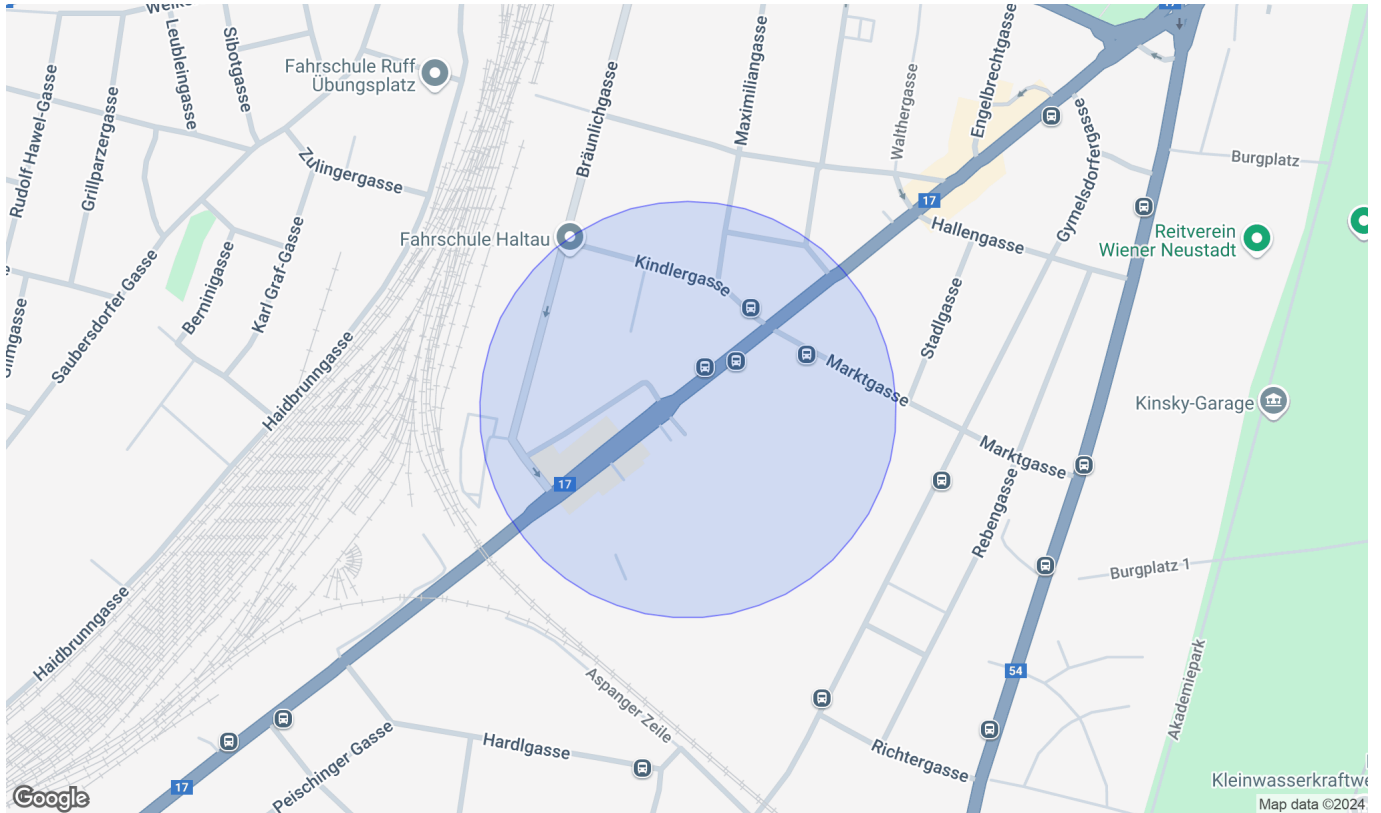 17
Leubleingasse
Sibotgasse
Fahrschule Ruff
Übungsplatz
Bräunlichgasse
Maximiliangasse
Walthergasse
Engelbrechtgasse
Rudolf Hawel-Gasse
Grillparzergasse
Zulingergasse
Gymelsdorfergasse
Burgplatz
17
Hallengasse
Reitverein
Wiener Neustadt
Fahrschule Haltau
Kindlergasse
Saubersdorfer Gasse
Berninigasse
Karl Graf-Gasse
Haidbrunngasse
Stadlgasse
Marktgasse
Kinsky-Garage
Marktgasse
17
Rebengasse
Burgplatz 1
Haidbrunngasse
Aspanger Zeile
54
Akademiepark
Peischinger Gasse
Hardlgasse
Richtergasse
17
Kleinwasserkraftwe
Google
Map data ©2024